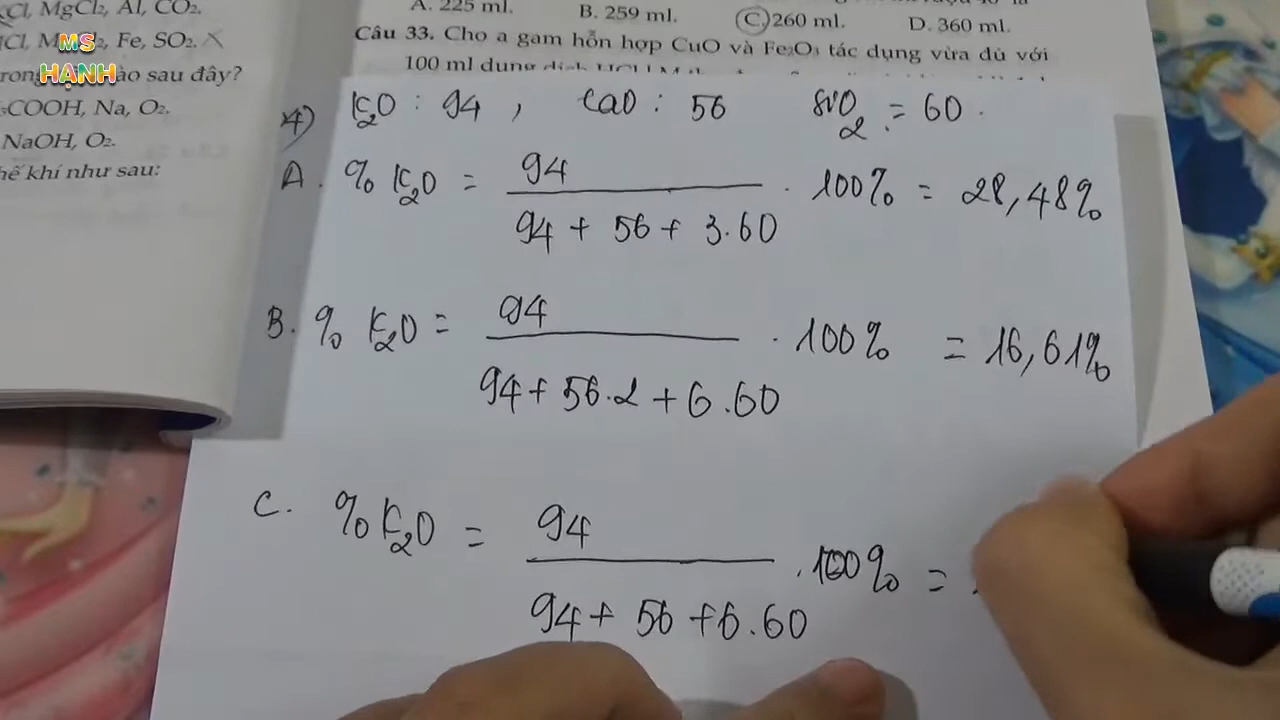 Cl, MgCl₂, Al, CO₂.
Cl, M Fe, SO₂.
MS
HẠNH
sau đây?
COOH, Na, O₂.
NaOH, O₂.
khí như sau:
A. 225 ml. B. 259 ml. C. 260 ml. D. 360 ml.
Câu 33. Cho a gam hỗn hợp CuO và Fe₂O₃ tác dụng vừa đủ với
100 ml dung dịch
4) K₂O : 94 , CaO : 56 SiO₂ = 60.
A. % K₂O = 94 / (94 + 56 + 3.60) . 100% = 28,48%
B. % K₂O = 94 / (94 + 56.2 + 6.60) . 100% = 16,61%
C. % K₂O = 94 / (94 + 56 + 6.60) . 100% =